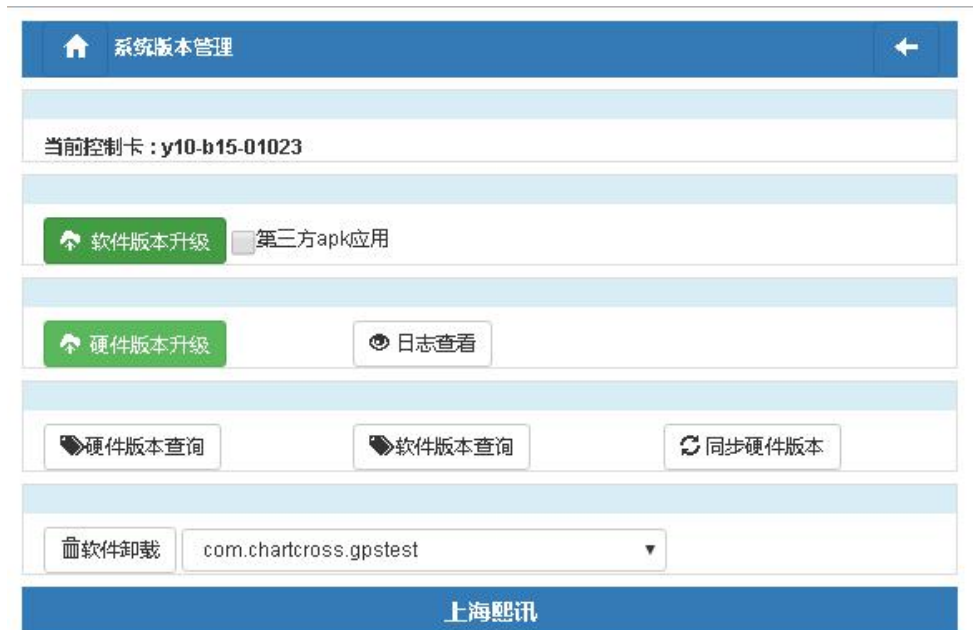 系统版本管理
当前控制卡：y10-b15-01023
软件版本升级 第三方apk应用
硬件版本升级 日志查看
硬件版本查询 软件版本查询 同步硬件版本
软件卸载 com.chartcross.gpstest
上海熙讯